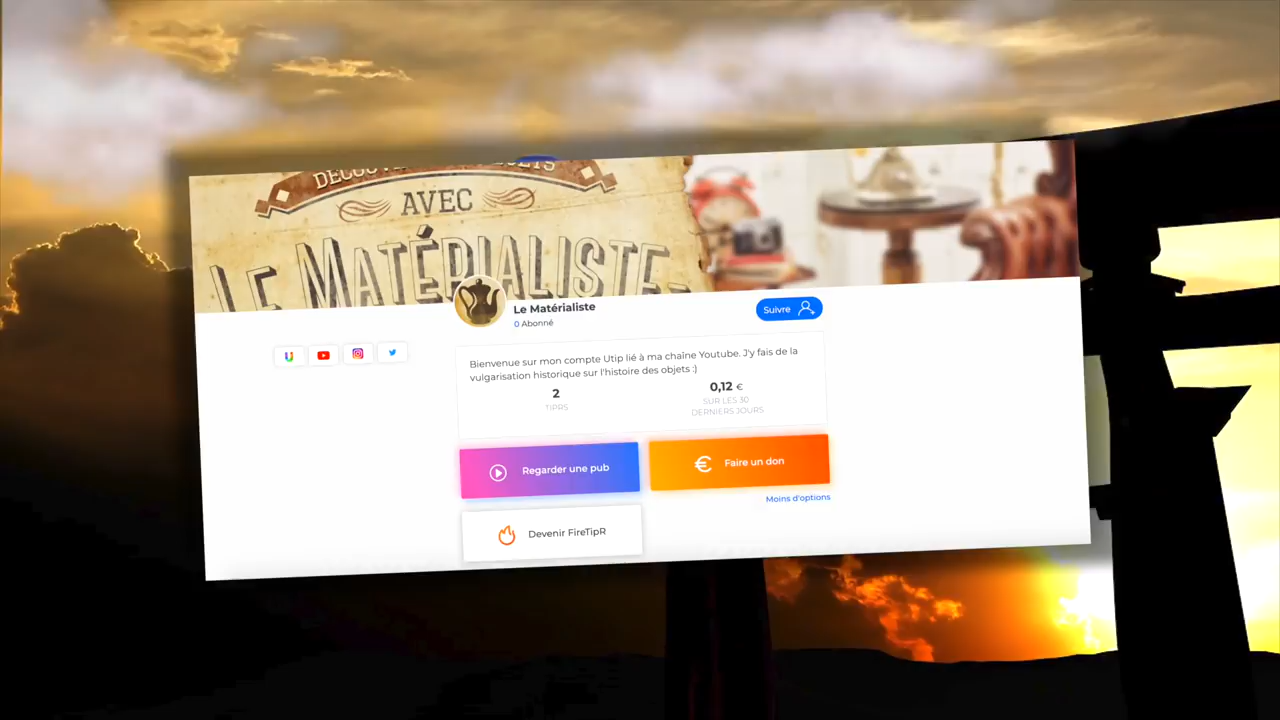 AVEC
LE MATÉRIALISTE
Le Matérialiste
0 Abonné
Suivre
Bienvenue sur mon compte Utip lié à ma chaîne Youtube. J'y fais de la
vulgarisation historique sur l'histoire des objets :)
2
TIPRS
0,12 €
SUR LES 30
DERNIERS JOURS
Regarder une pub
€ Faire un don
Moins d'options
Devenir FireTipR